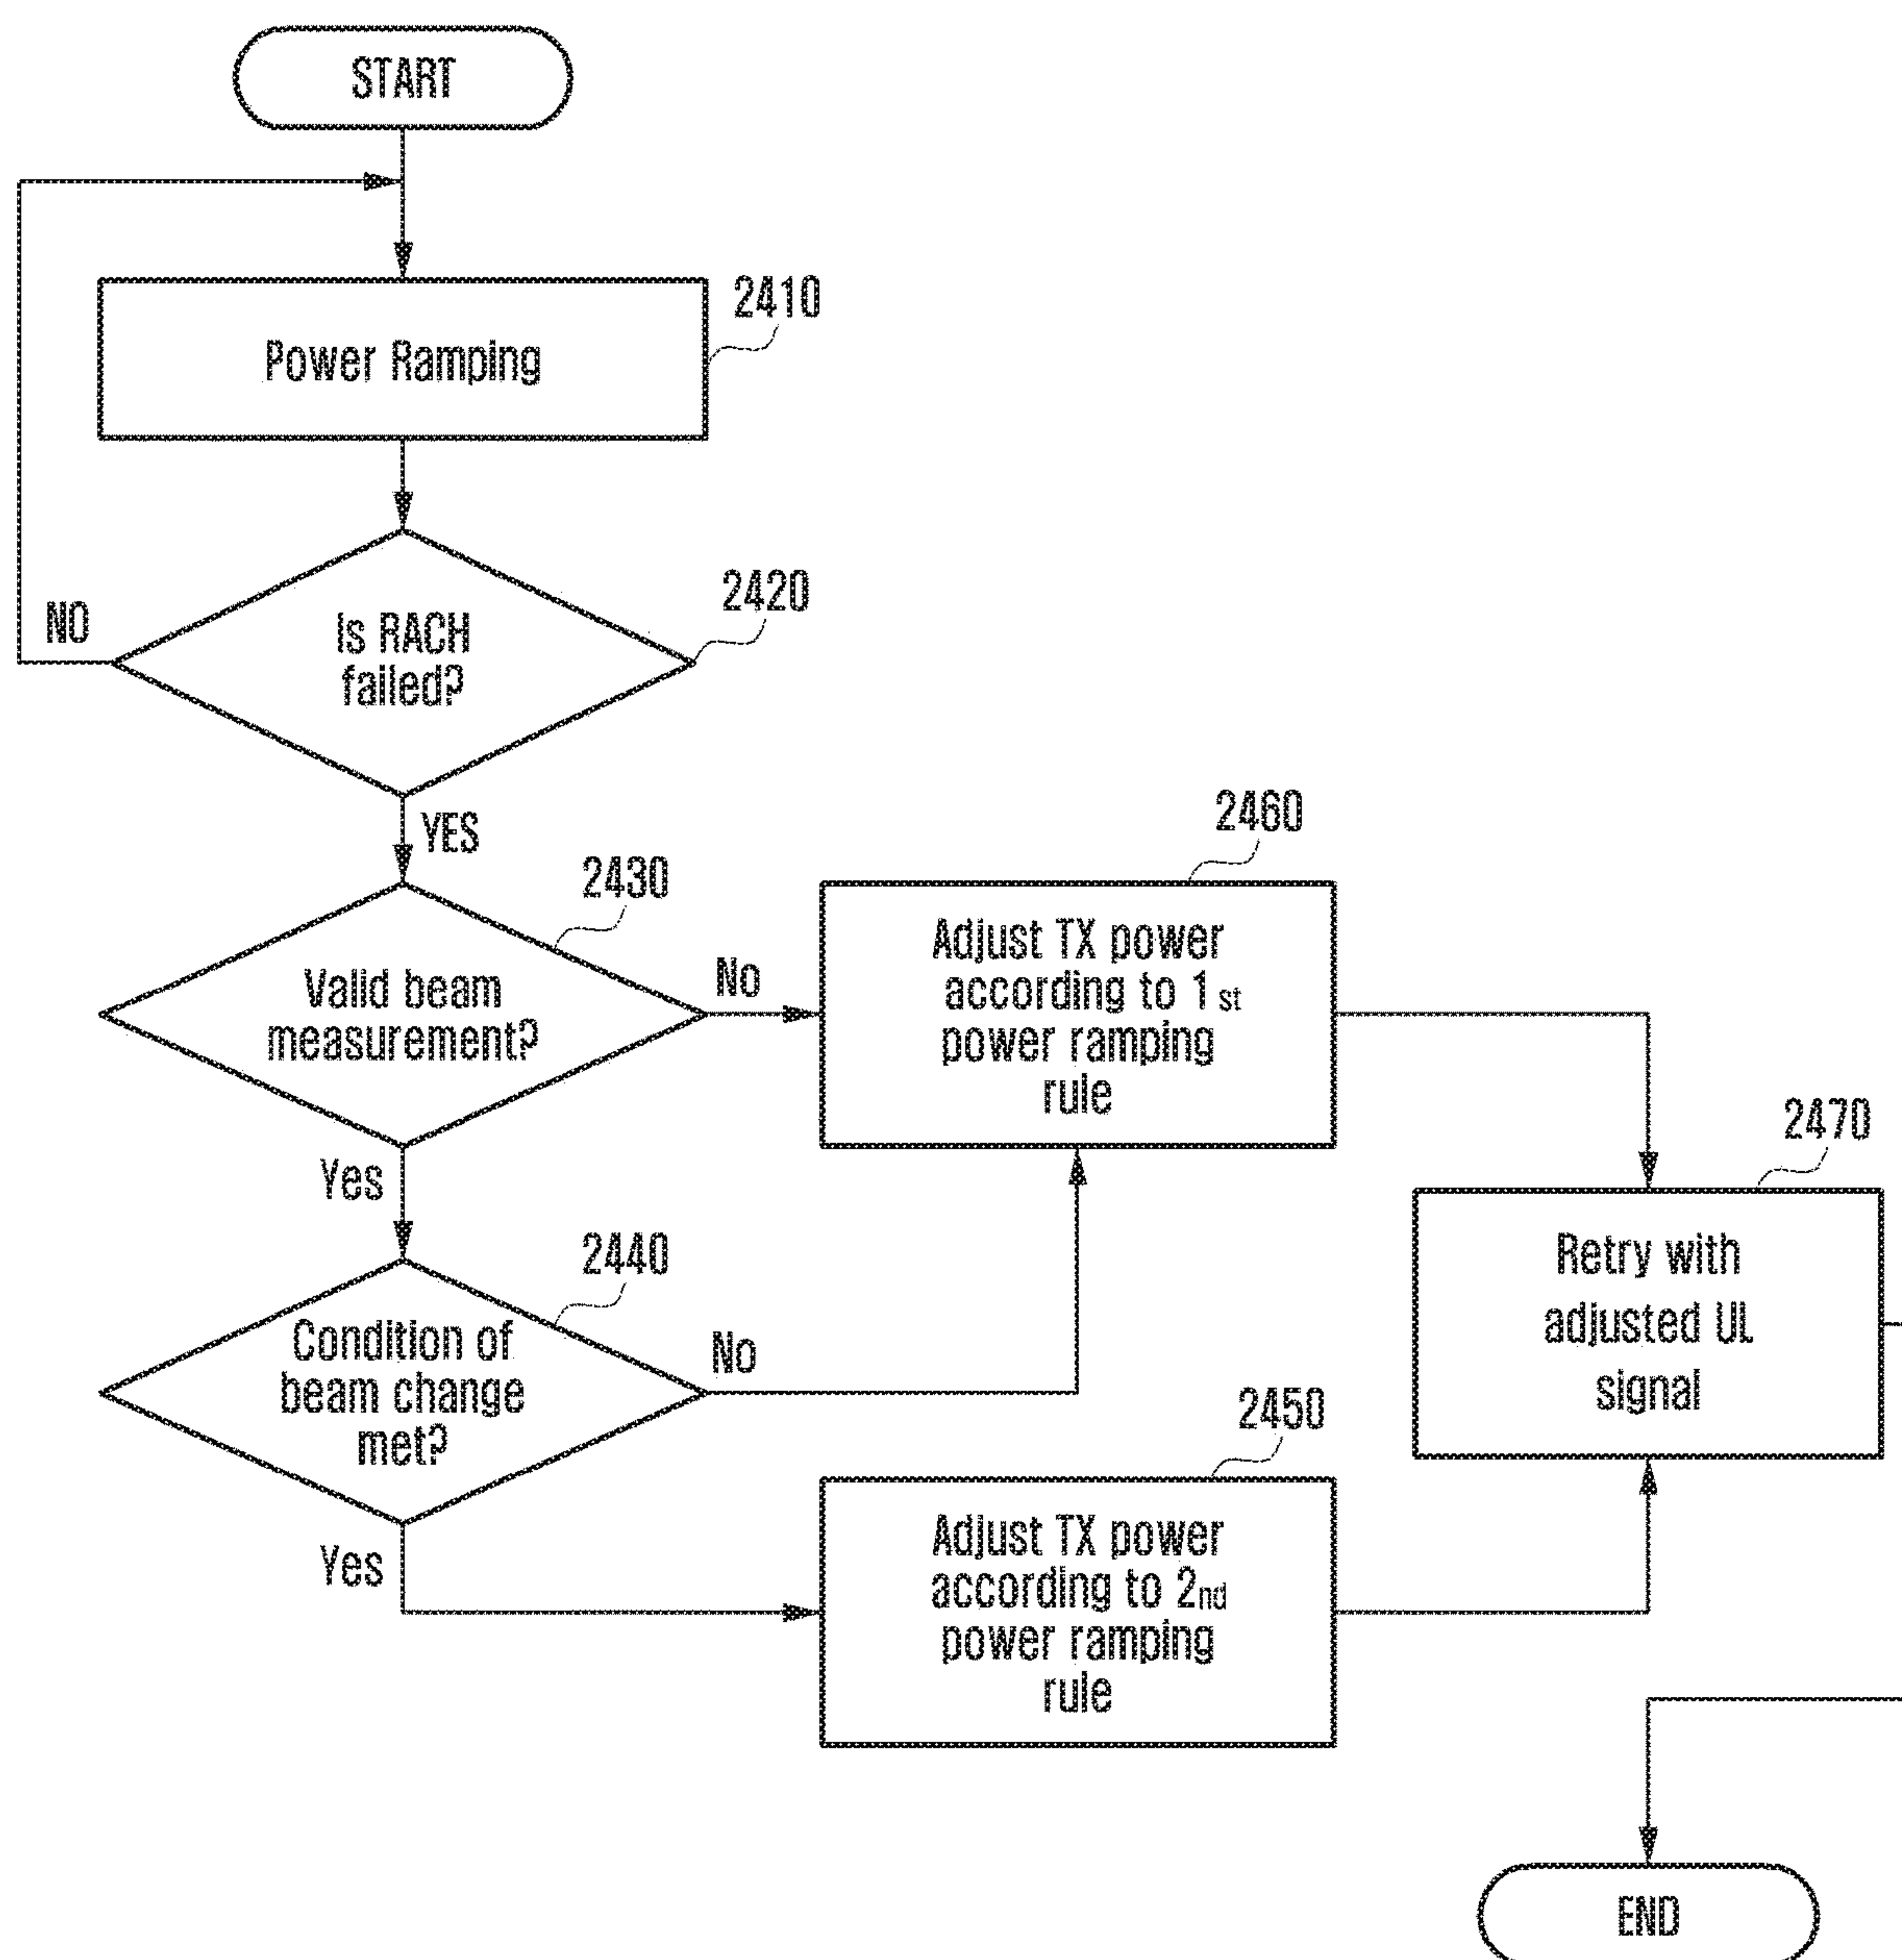 START
2410
Power Ramping
2420
NO
Is RACH
failed?
YES
2430
Valid beam
measurement?
No
2460
Adjust TX power
according to 1 st
power ramping
rule
Yes
2440
Condition of
beam change
met?
No
2470
Retry with
adjusted UL
signal
Yes
2450
Adjust TX power
according to 2nd
power ramping
rule
END